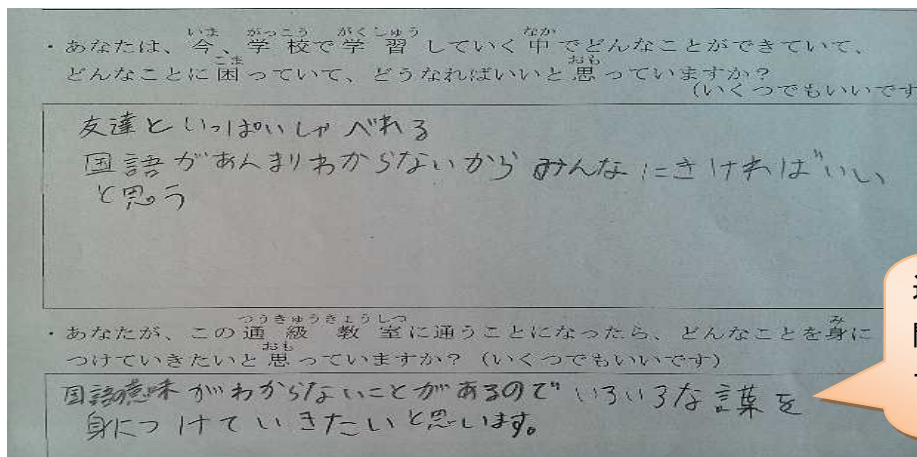 ・あなたは、今、学校で学習していく中でどんなことができていて、
どんなことに困っていて、どうなればいいと思っていますか?
(いくつでもいいです
友達といっぱいしゃべれる
国語があんまりわからないから みんなにきければいい
と思う
・あなたが、この通級教室に通うことになったら、どんなことを身に
つけていきたいと思っていますか?(いくつでもいいです)
国語意味がわからないことがあるので いろいろな言葉を
身につけていきたいと思います。